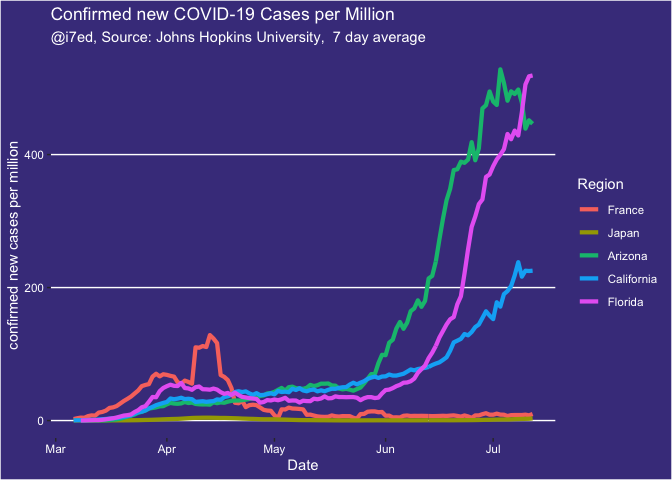 Confirmed new COVID-19 Cases per Million
@i7ed, Source: Johns Hopkins University,  7 day average
confirmed new cases per million
400
200
0
Mar Apr May Jun Jul
Date
Region
France
Japan
Arizona
California
Florida